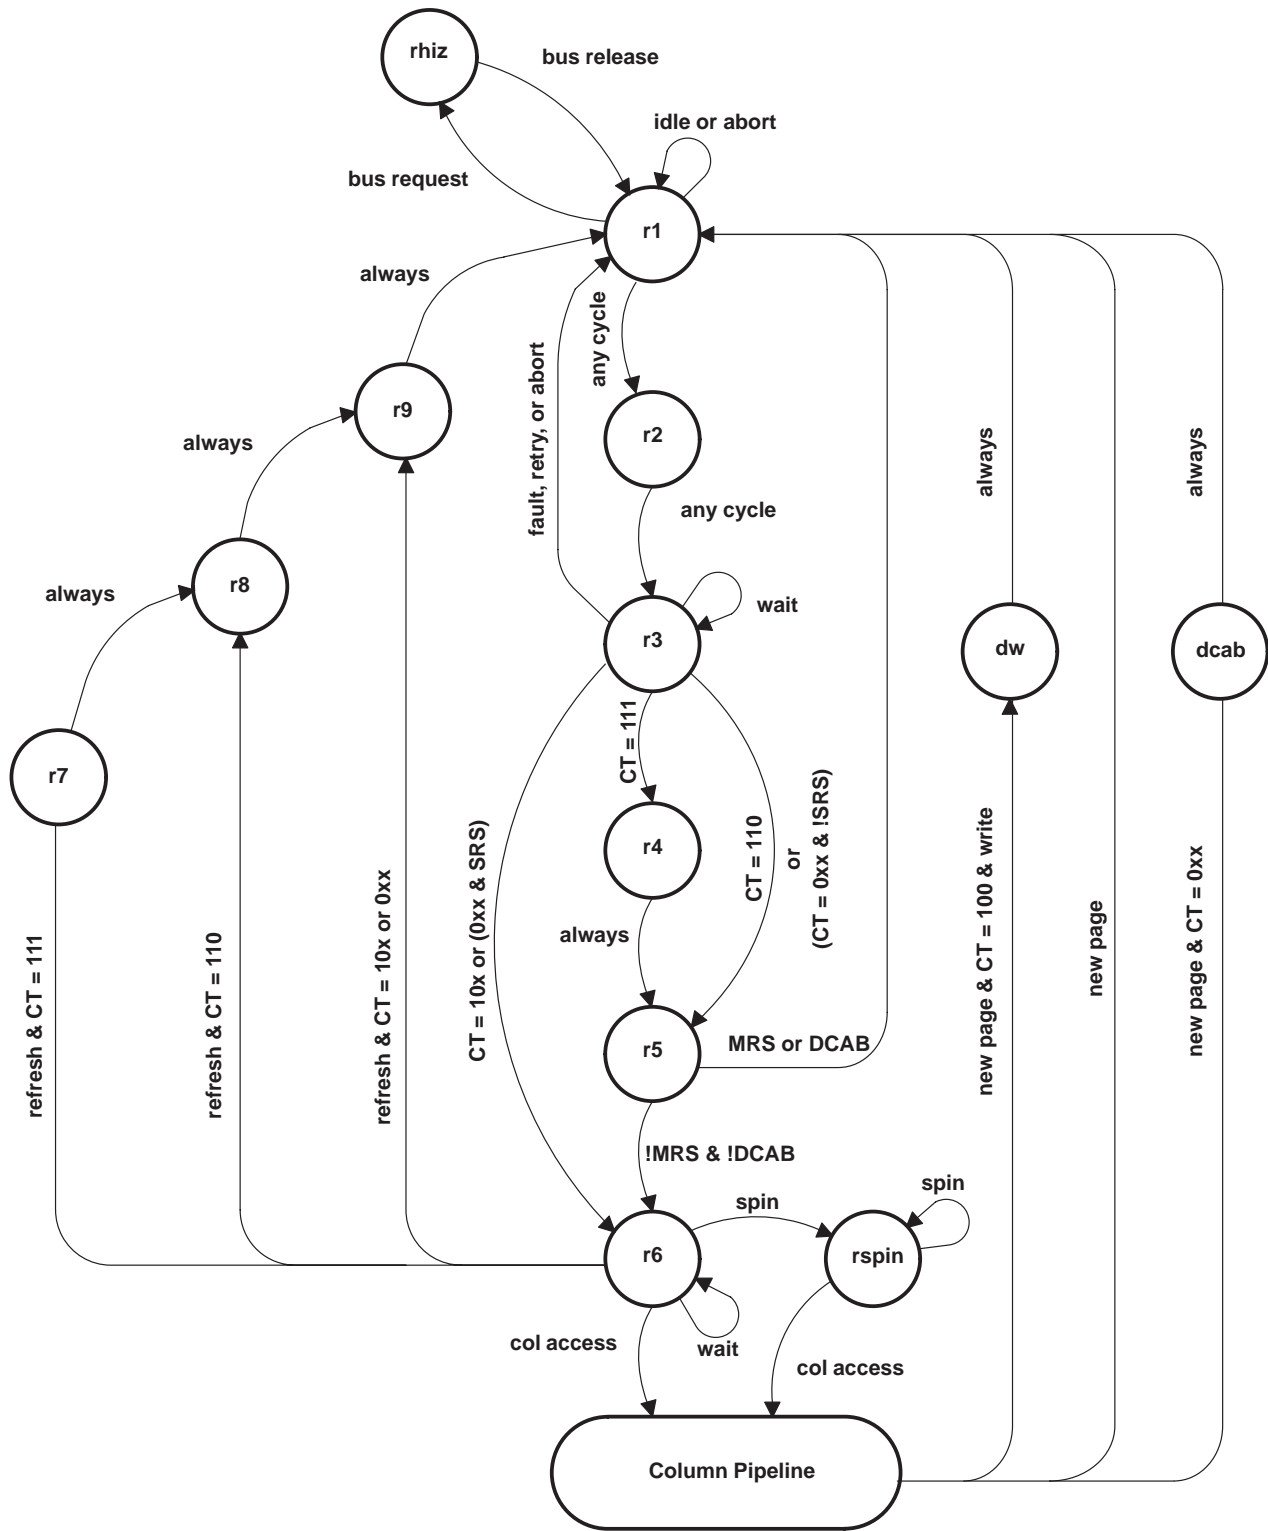 rhiz
bus release
idle or abort
bus request
r1
always
any cycle
fault, retry, or abort
r9
r2
always
always
always
any cycle
r8
always
wait
r3
dw
dcab
CT = 111
r7
CT = 110
or
(CT = 0xx & !SRS)
r4
CT = 10x or (0xx & SRS)
refresh & CT = 10x or 0xx
new page & CT = 100 & write
new page
new page & CT = 0xx
always
refresh & CT = 111
refresh & CT = 110
r5
MRS or DCAB
!MRS & !DCAB
spin
spin
r6
rspin
col access
wait
col access
Column Pipeline